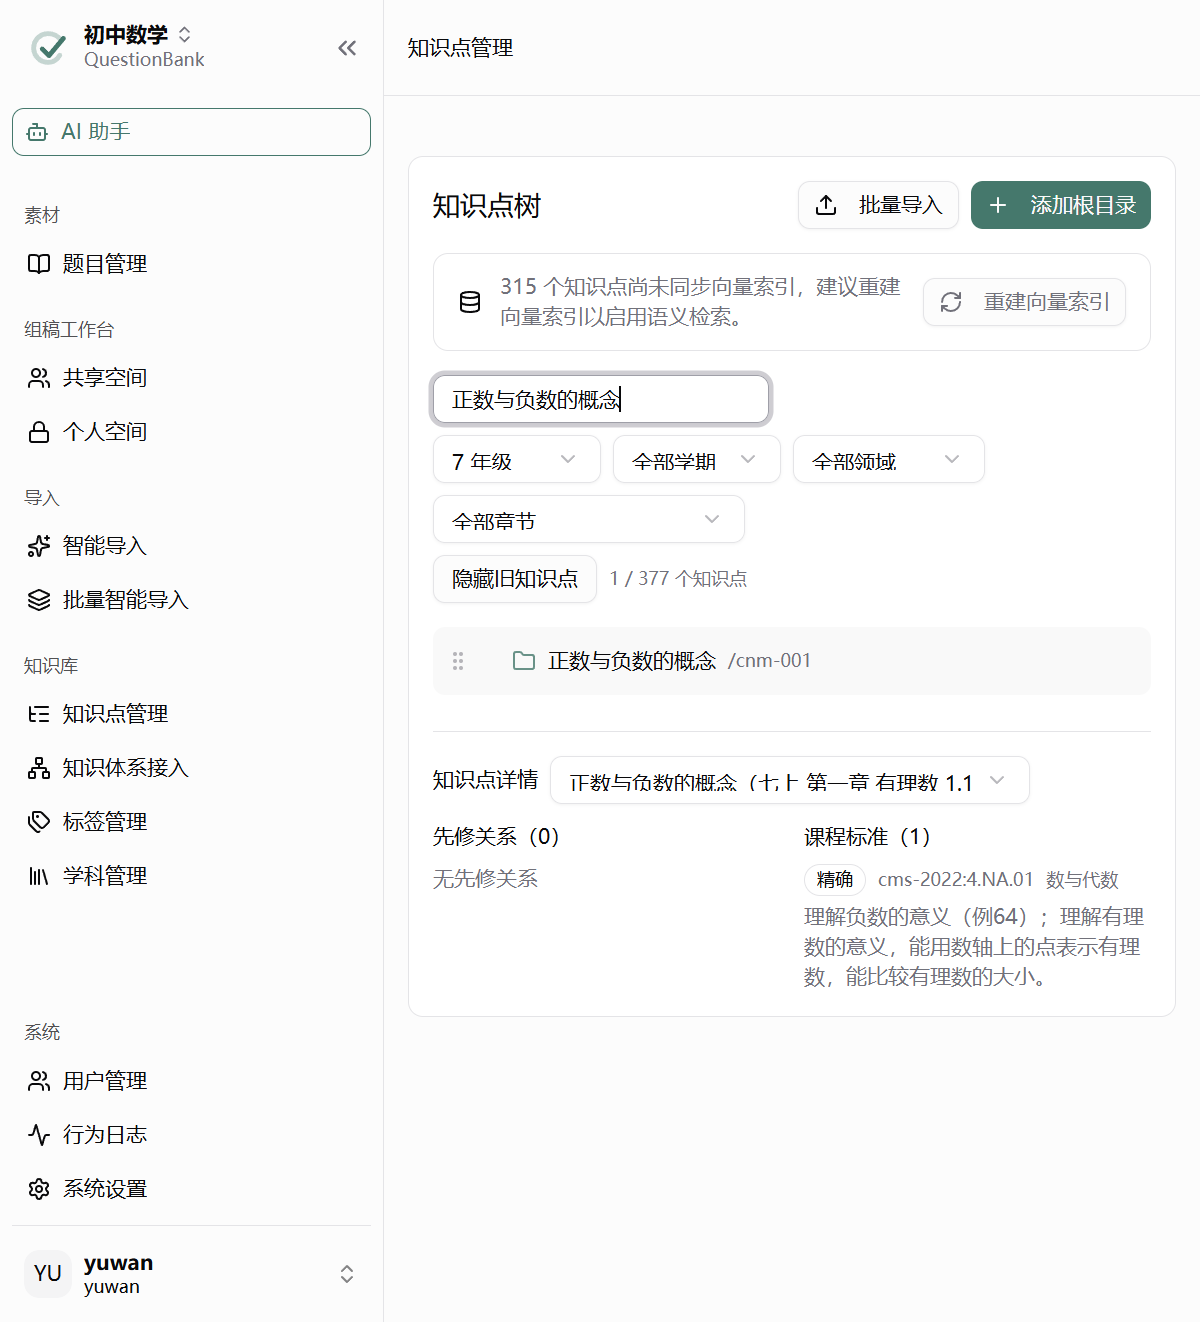 初中数学
QuestionBank
AI 助手
素材
题目管理
组稿工作台
共享空间
个人空间
导入
智能导入
批量智能导入
知识库
知识点管理
知识体系接入
标签管理
学科管理
系统
用户管理
行为日志
系统设置
YU
yuwan
yuwan
知识点管理
知识点树
批量导入
添加根目录
315 个知识点尚未同步向量索引，建议重建
向量索引以启用语义检索。
重建向量索引
正数与负数的概念
7 年级
全部学期
全部领域
全部章节
隐藏旧知识点
1 / 377 个知识点
正数与负数的概念 /cnm-001
知识点详情
正数与负数的概念（七上 第一章 有理数 1.1
先修关系（0）
无先修关系
课程标准（1）
精确 cms-2022:4.NA.01 数与代数
理解负数的意义（例64）；理解有理
数的意义，能用数轴上的点表示有理
数，能比较有理数的大小。